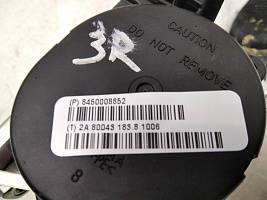 3R
CAUTION
DO NOT REMOVE
(P) 8450008852
(T) 2A 80043 183.8 1006
8